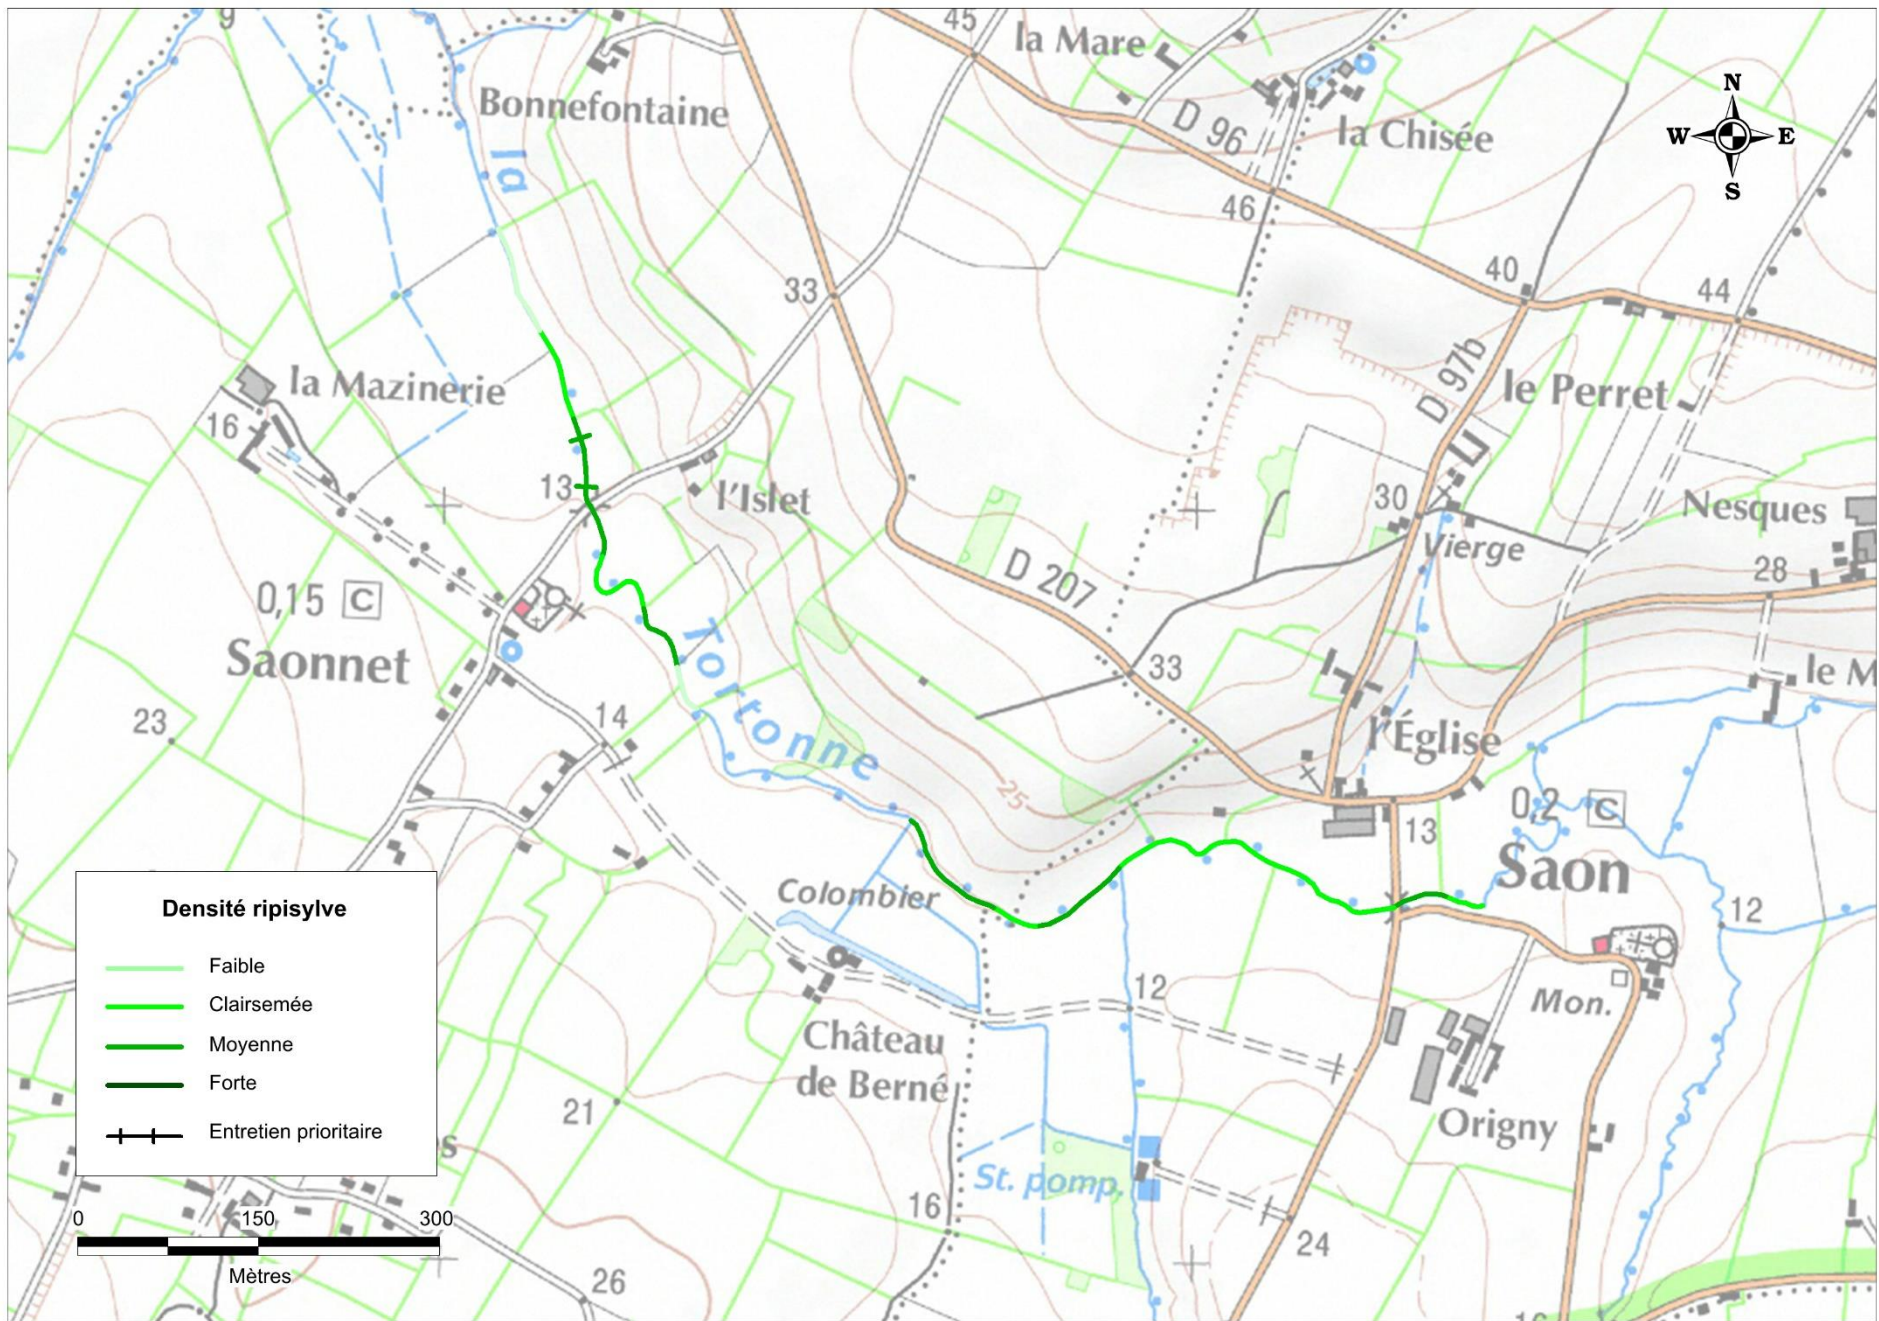 9
45
la Mare
Bonnefontaine
D 96
la Chisée
N
W
E
S
la
46
33
40
44
la Mazinerie
D 97b
le Perret
16
13
l'Islet
30
Nesques
Vierge
28
D 207
0,15 C
Saonnet
Tortonne
33
le M
23
14
l'Église
25
0,2 C
13
Saon
Colombier
12
12
Mon.
Château
de Berné
21
Origny
St. pomp.
16
24
26
Densité ripisylve
Faible
Clairsemée
Moyenne
Forte
Entretien prioritaire
0
150
300
Mètres